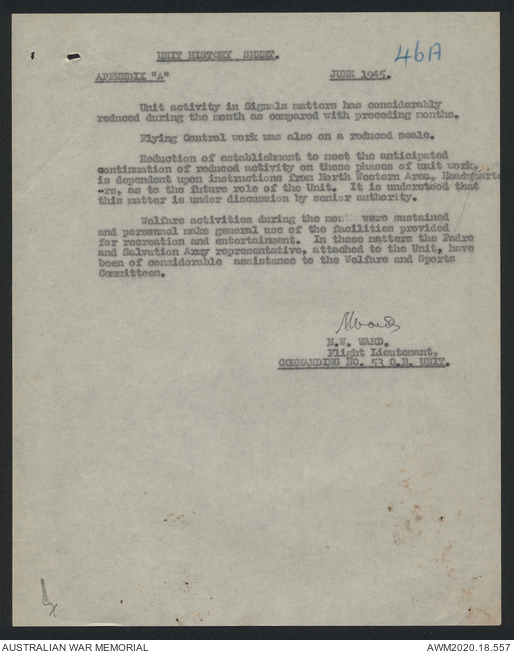 UNIT HISTORY SHEET.
46A
APPENDIX "A" JUNE 1945.
Unit activity in Signals matters has considerably
reduced during the month as compared with preceding months.
Flying Control work was also on a reduced scale.
Reduction of establishment to meet the anticipated
continuation of reduced activity on these phases of unit work,
is dependent upon instructions from North Western Area, Headquarte
-rs, as to the future role of the Unit. It is understood that
this matter is under discussion by senior authority.
Welfare activities during the month were sustained
and personnel make general use of the facilities provided
for recreation and entertainment. In these matters the Padre
and Salvation Army representative, attached to the Unit, have
been of considerable assistance to the Welfare and Sports
Committees.
N.W. WARD.
Flight Lieutenant,
COMMANDING NO. 53 O.B. UNIT.
AUSTRALIAN WAR MEMORIAL AWM2020.18.557